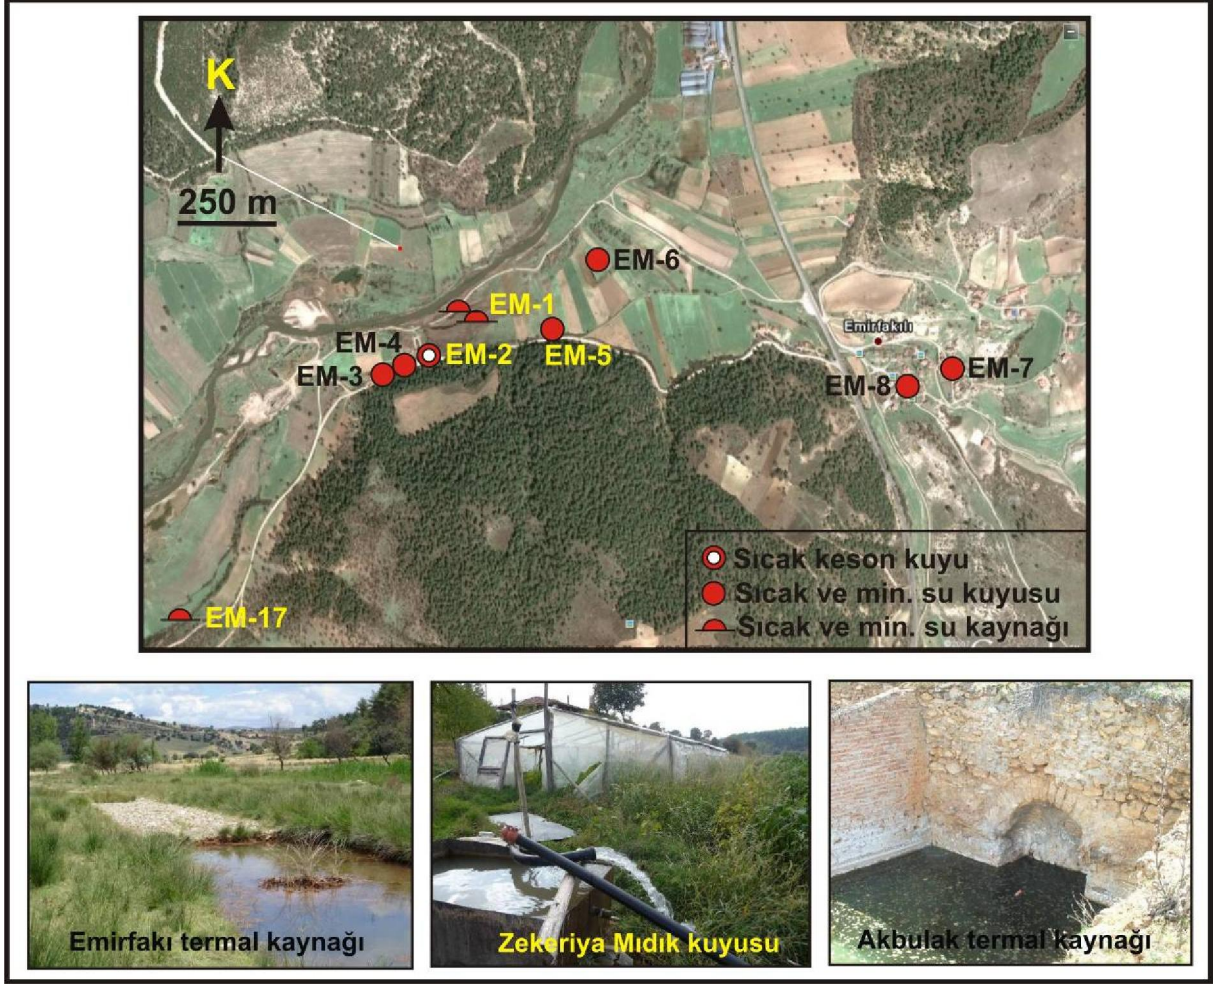 K
250 m
EM-6
EM-1
EM-4
EM-2
EM-5
EM-3
Emirfakılı
EM-7
EM-8
EM-17
Sıcak keson kuyu
Sıcak ve min. su kuyusu
Sıcak ve min. su kaynağı
Emirfakı termal kaynağı
Zekeriya Mıdık kuyusu
Akbulak termal kaynağı